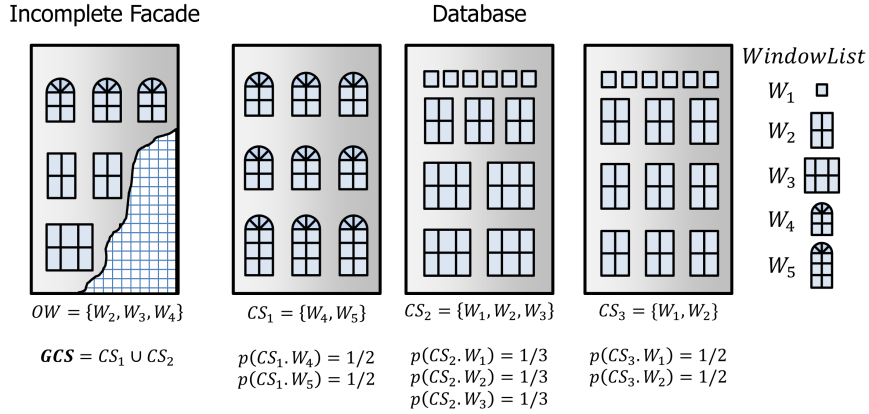 Incomplete Facade
Database
WindowList
W₁
W₂
W₃
W₄
W₅
OW = {W₂, W₃, W₄}
CS₁ = {W₄, W₅}
CS₂ = {W₁, W₂, W₃}
CS₃ = {W₁, W₂}
GCS = CS₁ ∪ CS₂
p(CS₁.W₄) = 1/2
p(CS₁.W₅) = 1/2
p(CS₂.W₁) = 1/3
p(CS₂.W₂) = 1/3
p(CS₂.W₃) = 1/3
p(CS₃.W₁) = 1/2
p(CS₃.W₂) = 1/2